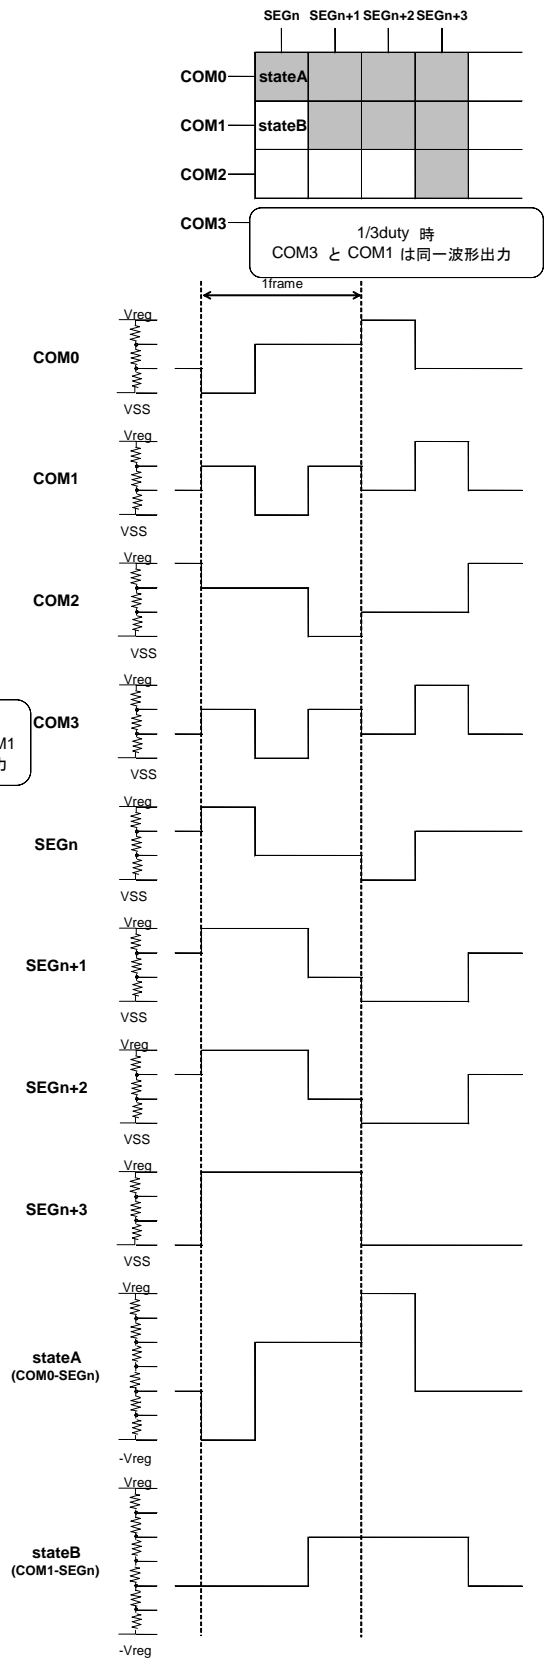 SEGn SEGn+1 SEGn+2 SEGn+3
COM0 stateA
COM1 stateB
COM2
COM3
1/3duty 時
COM3 と COM1 は同一波形出力
1frame
Vreg
COM0
VSS
Vreg
COM1
VSS
Vreg
COM2
VSS
Vreg
COM3
M1
力
VSS
Vreg
SEGn
VSS
Vreg
SEGn+1
VSS
Vreg
SEGn+2
VSS
Vreg
SEGn+3
VSS
Vreg
stateA
(COM0-SEGn)
-Vreg
Vreg
stateB
(COM1-SEGn)
-Vreg